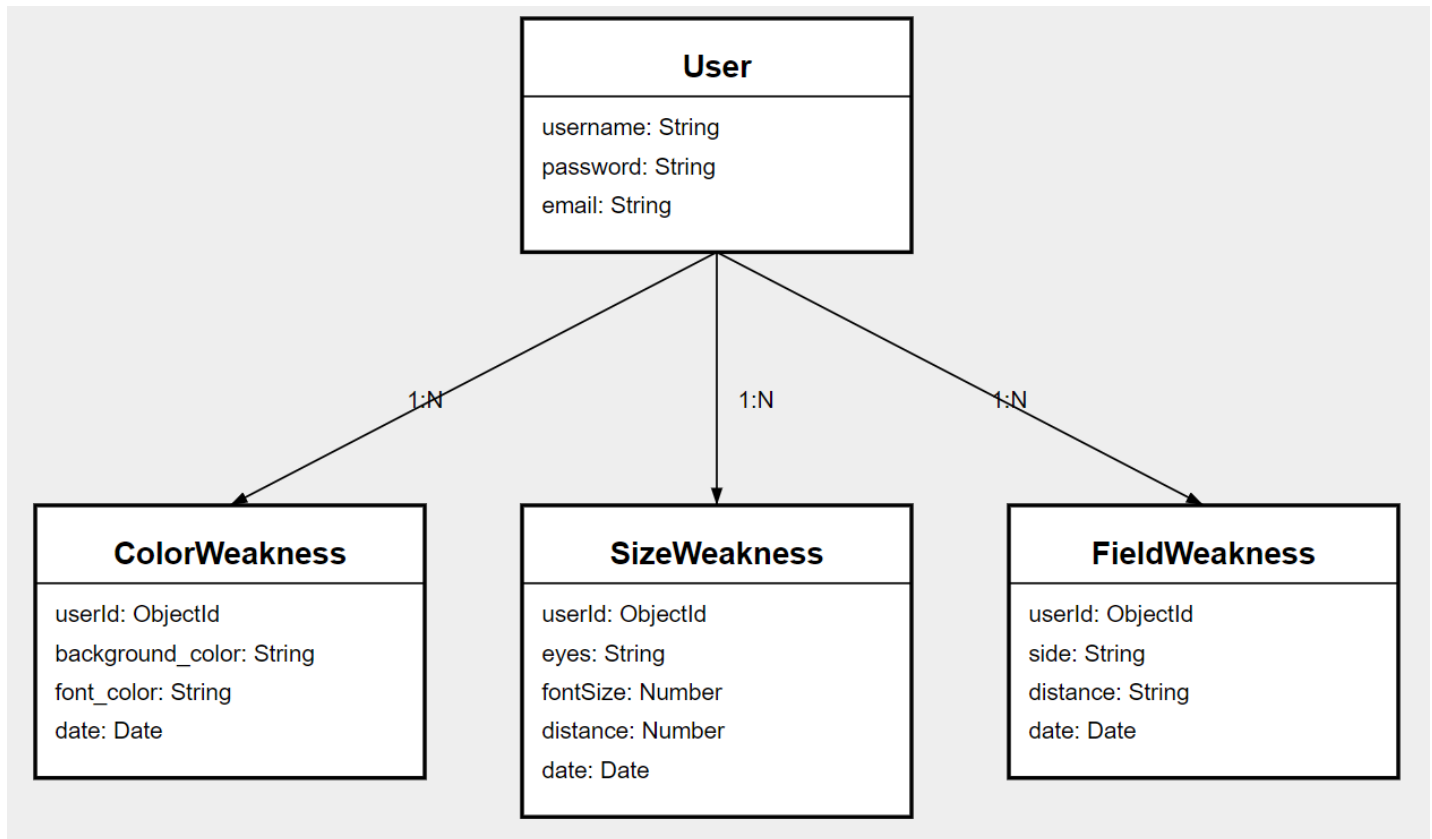 User
username: String
password: String
email: String
1:N
1:N
1:N
ColorWeakness
userId: ObjectId
background_color: String
font_color: String
date: Date
SizeWeakness
userId: ObjectId
eyes: String
fontSize: Number
distance: Number
date: Date
FieldWeakness
userId: ObjectId
side: String
distance: String
date: Date